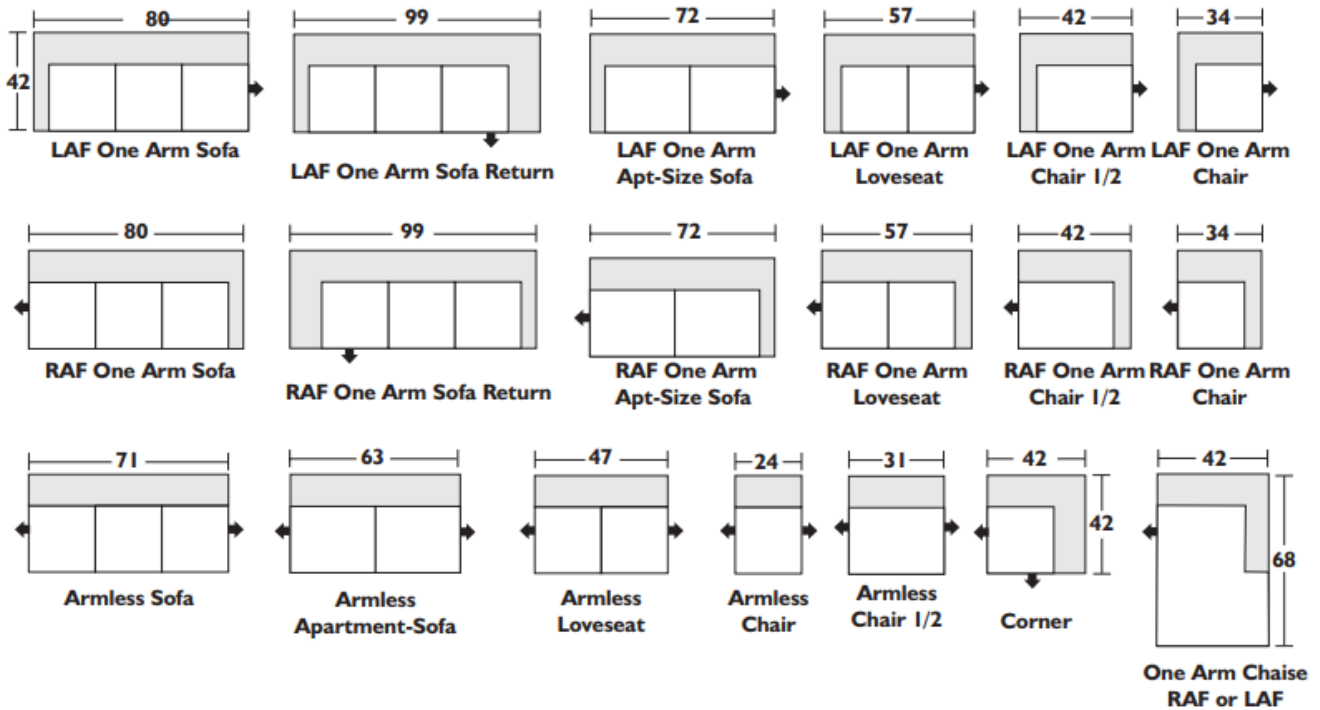 80
99
72
57
42
34
42
LAF One Arm Sofa
LAF One Arm Sofa Return
LAF One Arm
Apt-Size Sofa
LAF One Arm
Loveseat
LAF One Arm
Chair 1/2
LAF One Arm
Chair
80
99
72
57
42
34
RAF One Arm Sofa
RAF One Arm Sofa Return
RAF One Arm
Apt-Size Sofa
RAF One Arm
Loveseat
RAF One Arm
Chair 1/2
RAF One Arm
Chair
71
63
47
24
31
42
42
42
68
Armless Sofa
Armless
Apartment-Sofa
Armless
Loveseat
Armless
Chair
Armless
Chair 1/2
Corner
One Arm Chaise
RAF or LAF